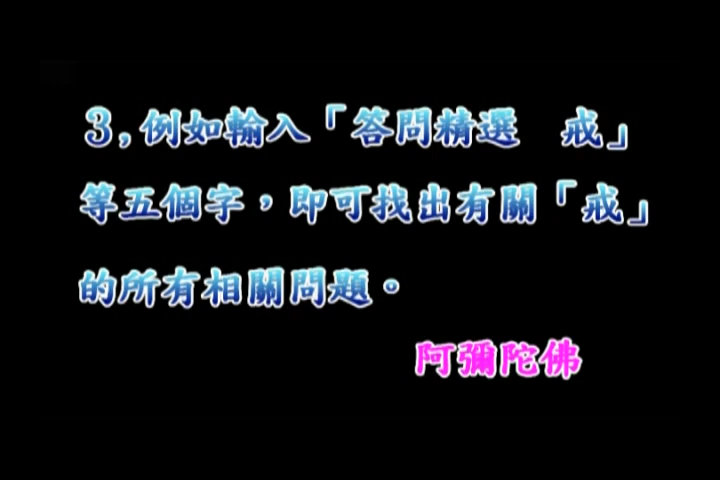 3,例如輸入「答問精選　戒」
等五個字，即可找出有關「戒」
的所有相關問題。
阿彌陀佛